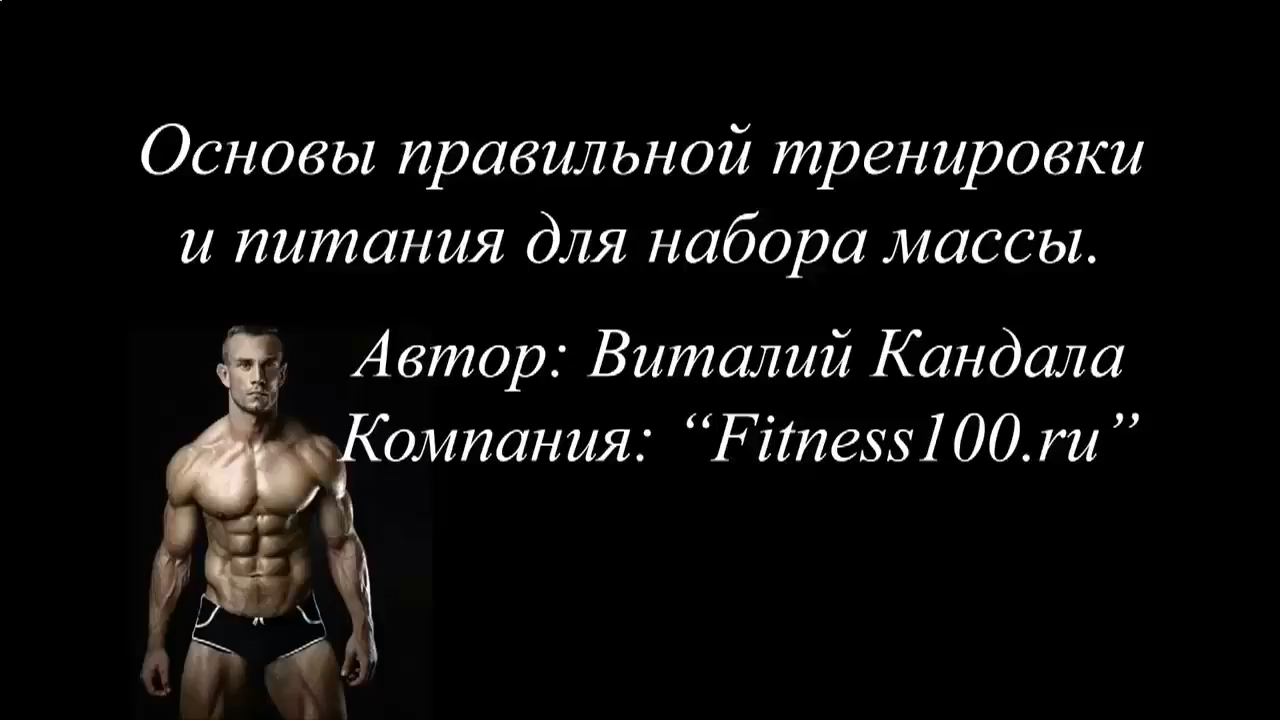 Основы правильной тренировки
и питания для набора массы.
Автор: Виталий Кандала
Компания: “Fitness100.ru”